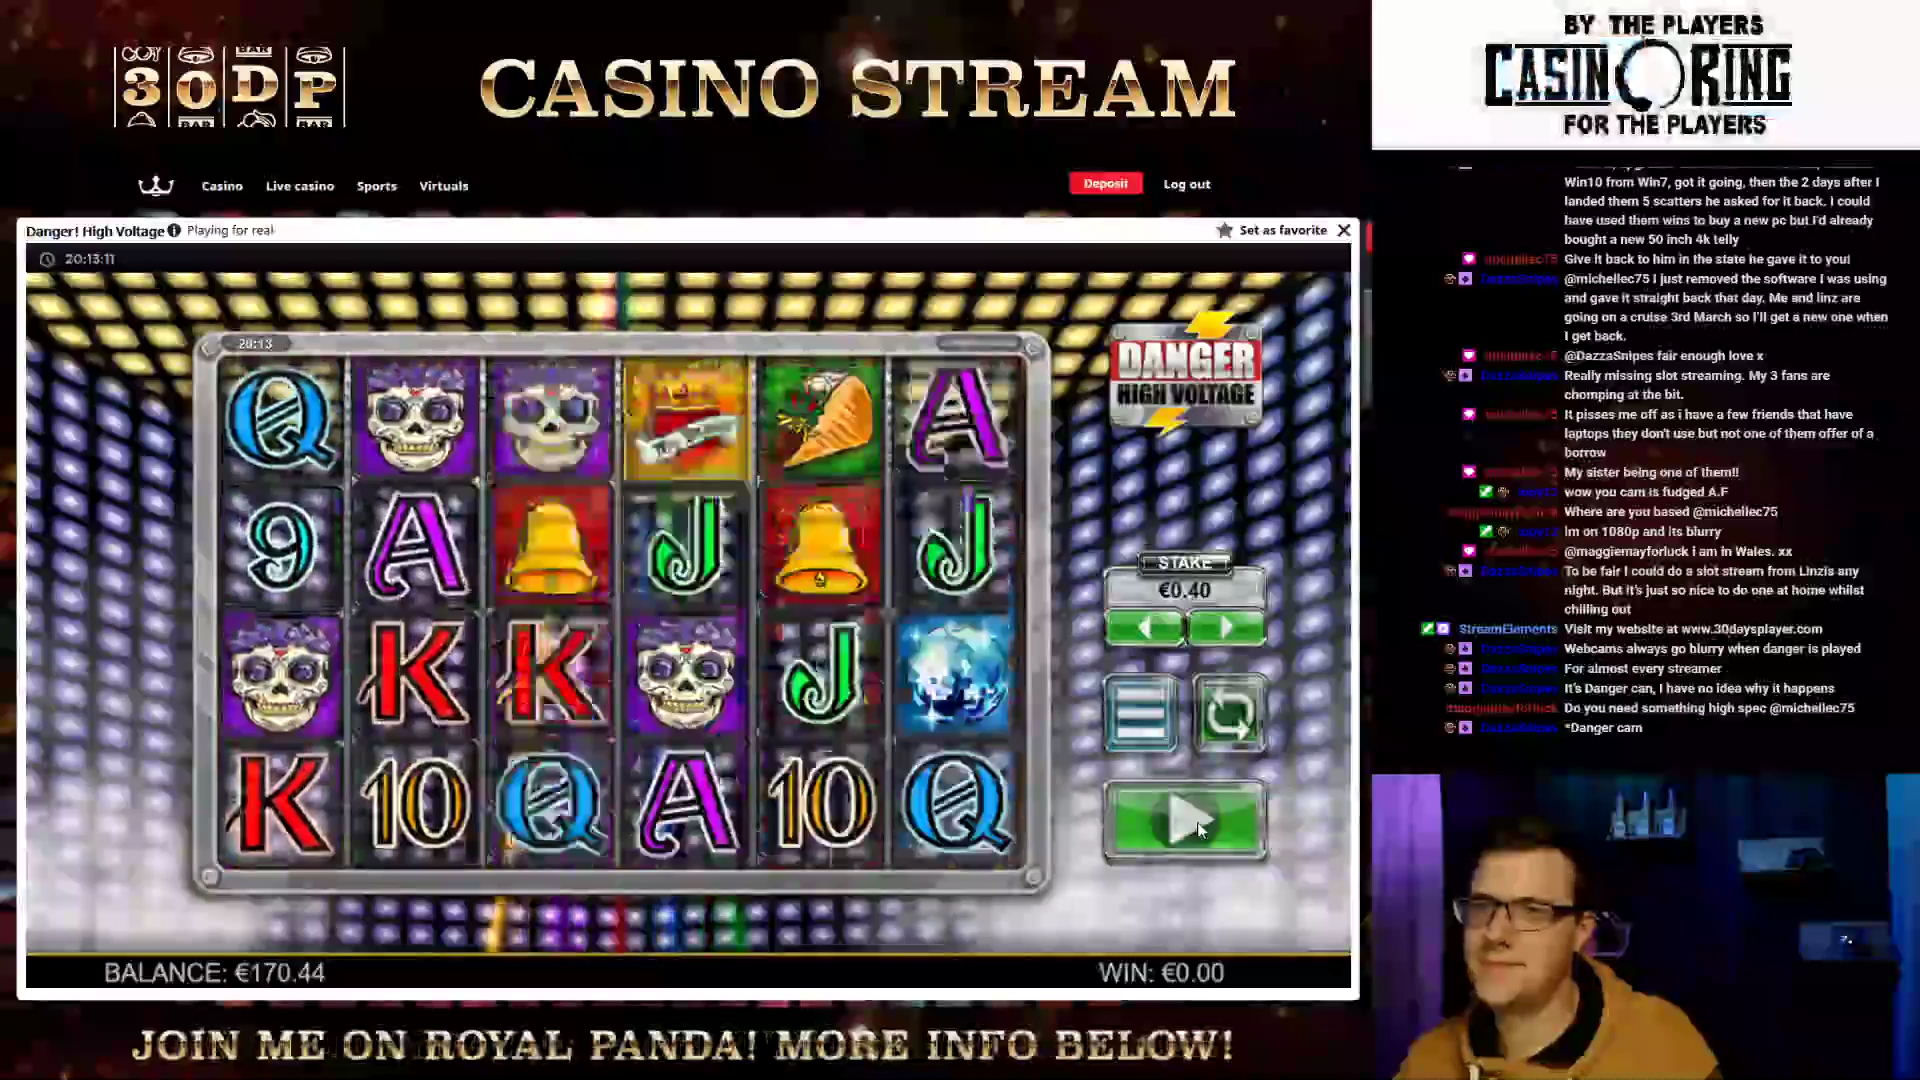 30DP
CASINO STREAM
BY THE PLAYERS
CASINO RING
FOR THE PLAYERS
Casino Live casino Sports Virtuals Deposit Log out
Danger! High Voltage Playing for real Set as favorite
20:13:11
20:13
Q A
9 A J J
K K J
K 10 Q A 10 Q
DANGER
HIGH VOLTAGE
STAKE
€0.40
BALANCE: €170.44 WIN: €0.00
JOIN ME ON ROYAL PANDA! MORE INFO BELOW!
Win10 from Win7, got it going, then the 2 days after I
landed them 5 scatters he asked for it back. I could
have used them wins to buy a new pc but I'd already
bought a new 50 inch 4k telly
Give it back to him in the state he gave it to you!
@michellec75 I just removed the software I was using
and gave it straight back that day. Me and linz are
going on a cruise 3rd March so I'll get a new one when
I get back.
@DazzaSnipes fair enough love x
Really missing slot streaming. My 3 fans are
chomping at the bit.
It pisses me off as i have a few friends that have
laptops they don't use but not one of them offer of a
borrow
My sister being one of them!!
wow you cam is fudged A.F
Where are you based @michellec75
Im on 1080p and its blurry
@maggiemayforluck i am in Wales. xx
To be fair I could do a slot stream from Linzis any
night. But it's just so nice to do one at home whilst
chilling out
StreamElements Visit my website at www.30daysplayer.com
Webcams always go blurry when danger is played
For almost every streamer
It's Danger can, I have no idea why it happens
Do you need something high spec @michellec75
*Danger cam